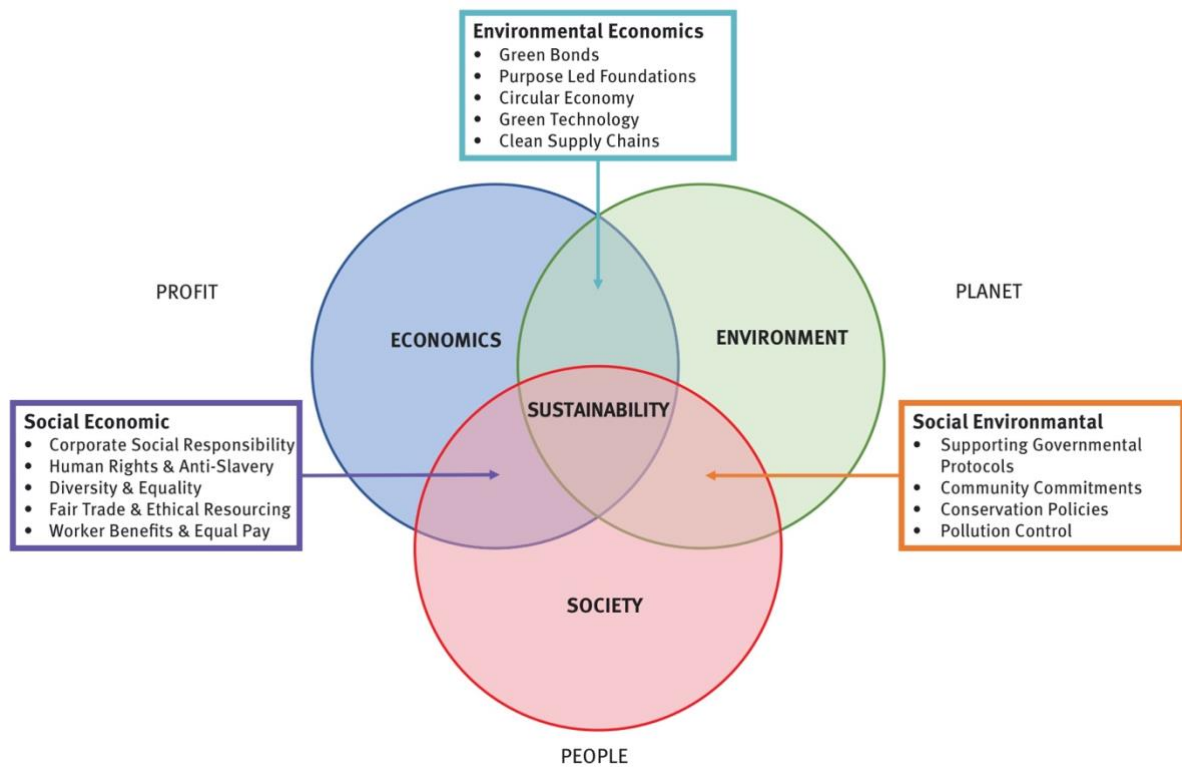 Environmental Economics
• Green Bonds
• Purpose Led Foundations
• Circular Economy
• Green Technology
• Clean Supply Chains
PROFIT
PLANET
ECONOMICS
ENVIRONMENT
SUSTAINABILITY
Social Economic
• Corporate Social Responsibility
• Human Rights & Anti-Slavery
• Diversity & Equality
• Fair Trade & Ethical Resourcing
• Worker Benefits & Equal Pay
Social Environmantal
• Supporting Governmental
Protocols
• Community Commitments
• Conservation Policies
• Pollution Control
SOCIETY
PEOPLE